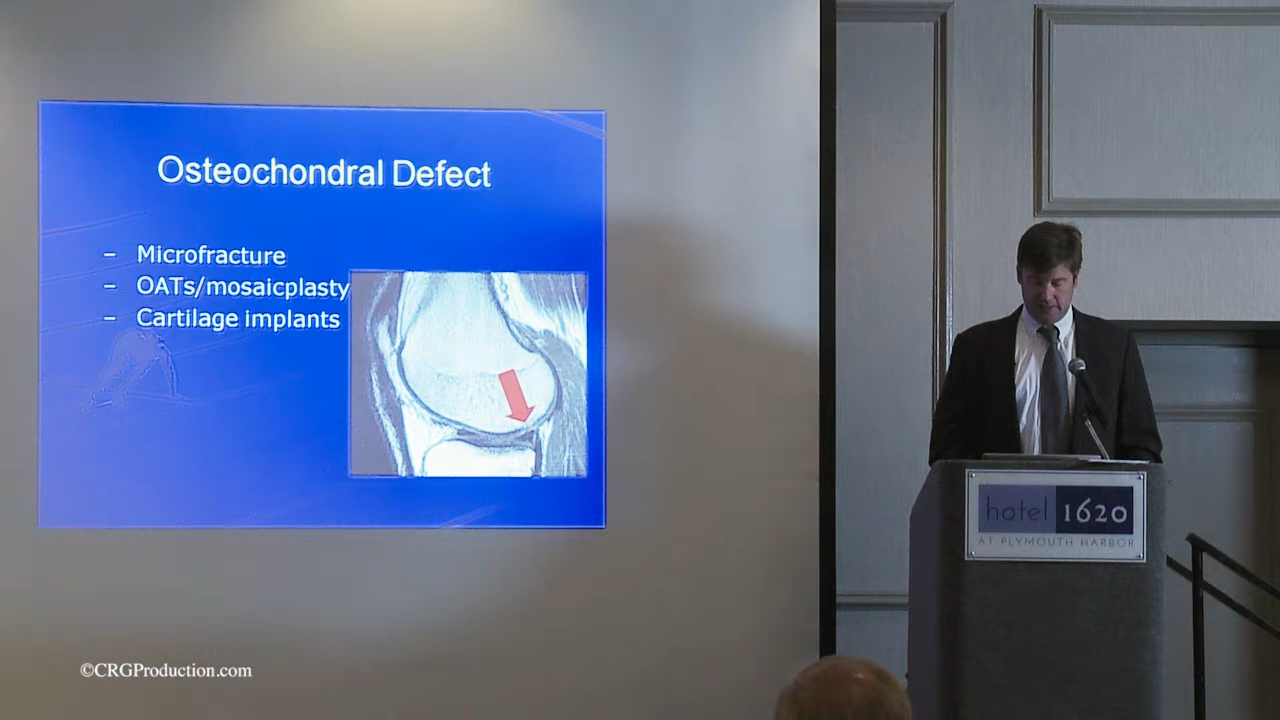 Osteochondral Defect
– Microfracture
– OATs/mosaicplasty
– Cartilage implants
hotel 1620
AT PLYMOUTH HARBOR
©CRGProduction.com